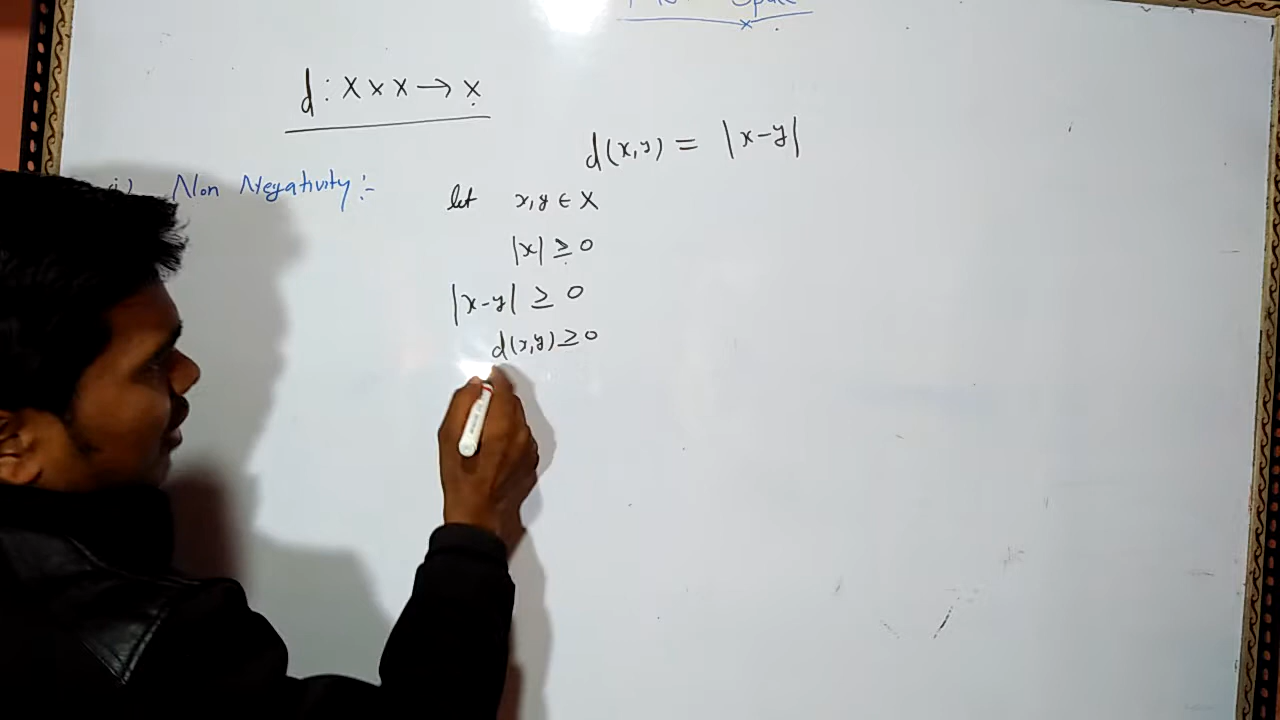 d : X × X → X
d(x,y) = |x-y|
i) Non Negativity :-
let x,y ∈ X
|x| ≥ 0
|x-y| ≥ 0
d(x,y) ≥ 0